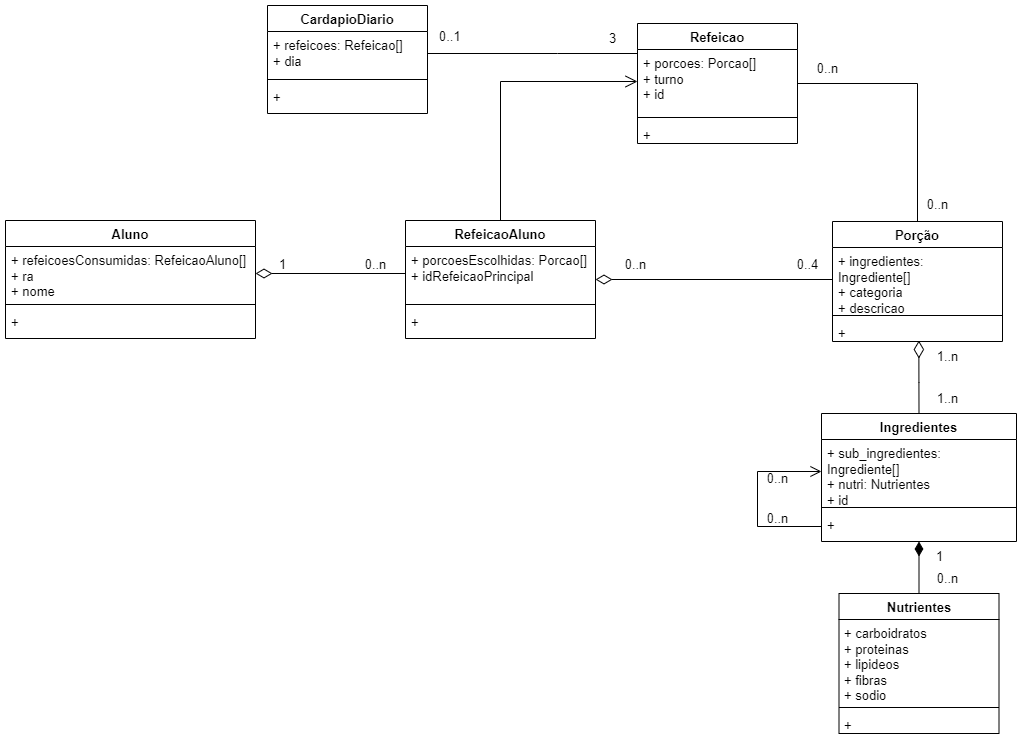 CardapioDiario
+ refeicoes: Refeicao[]
+ dia
+
0..1
3
Refeicao
+ porcoes: Porcao[]
+ turno
+ id
+
0..n
0..n
Aluno
+ refeicoesConsumidas: RefeicaoAluno[]
+ ra
+ nome
+
1
0..n
RefeicaoAluno
+ porcoesEscolhidas: Porcao[]
+ idRefeicaoPrincipal
+
0..n
0..4
Porção
+ ingredientes:
Ingrediente[]
+ categoria
+ descricao
+
1..n
1..n
Ingredientes
+ sub_ingredientes:
Ingrediente[]
+ nutri: Nutrientes
+ id
+
0..n
0..n
1
0..n
Nutrientes
+ carboidratos
+ proteinas
+ lipideos
+ fibras
+ sodio
+